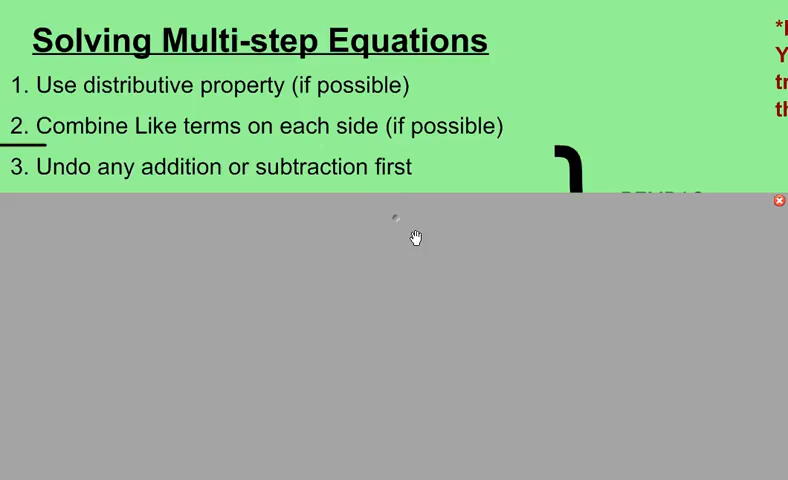 Solving Multi-step Equations
1. Use distributive property (if possible)
2. Combine Like terms on each side (if possible)
3. Undo any addition or subtraction first